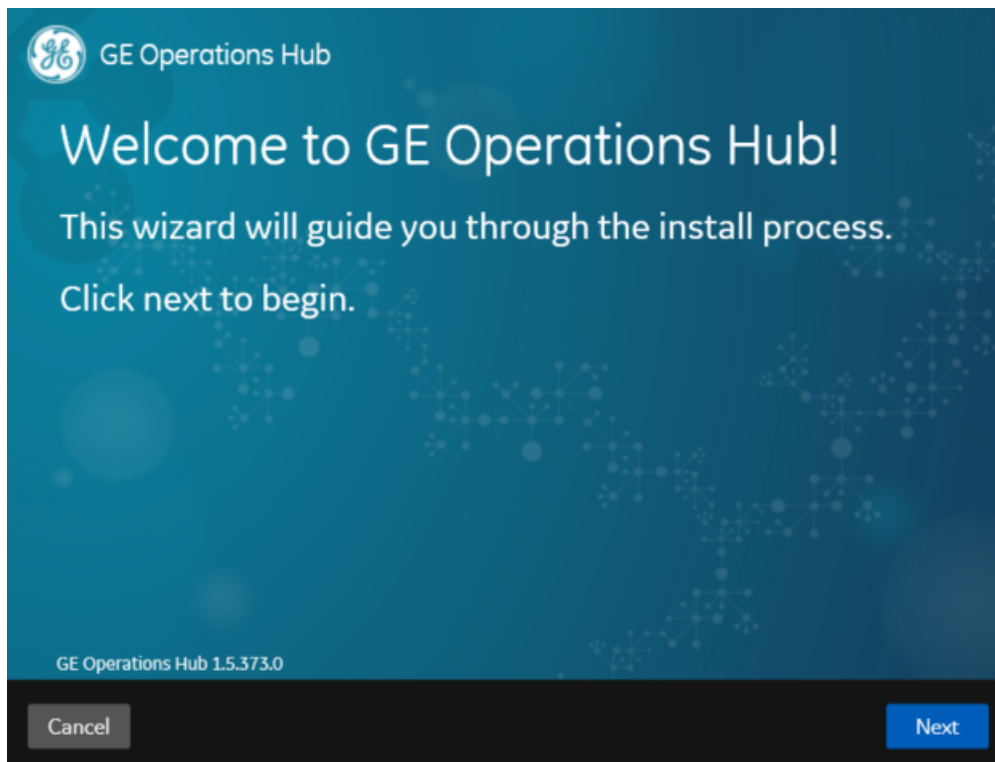 GE Operations Hub
Welcome to GE Operations Hub!
This wizard will guide you through the install process.
Click next to begin.
GE Operations Hub 1.5.373.0
Cancel
Next